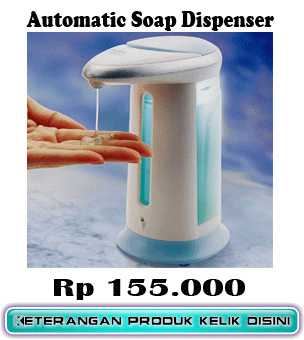 Automatic Soap Dispenser
Rp 155.000
KETERANGAN PRODUK KELIK DISINI